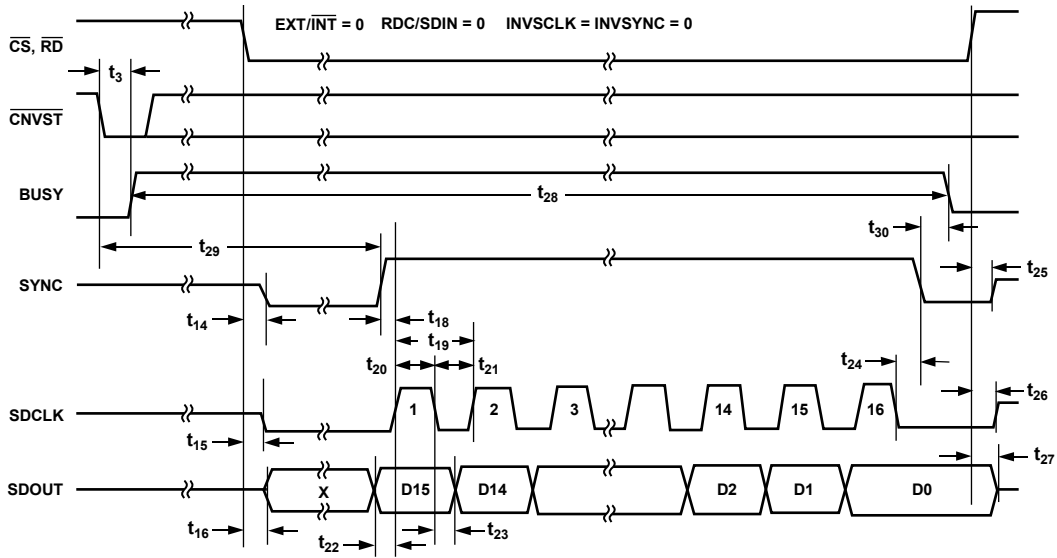 EXT/INT = 0 RDC/SDIN = 0 INVSCLK = INVSYNC = 0
CS, RD
t3
CNVST
BUSY
t28
t29
t30
SYNC
t25
t14
t18
t19
t20
t21
t24
t26
SDCLK
1 2 3 14 15 16
t15
t27
SDOUT
X D15 D14 D2 D1 D0
t16
t22
t23